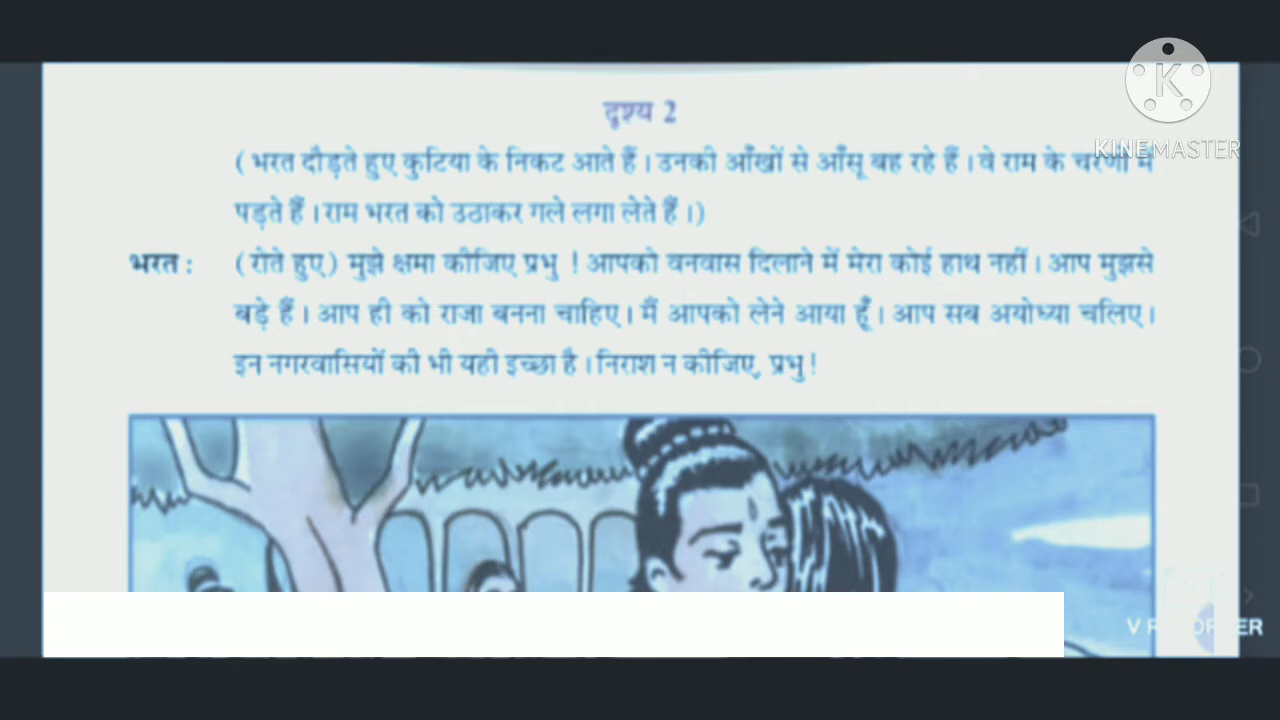 दृश्य 2
( भरत दौड़ते हुए कुटिया के निकट आते हैं । उनकी आँखों से आँसू बह रहे हैं । वे राम के चरणों में
पड़ते हैं । राम भरत को उठाकर गले लगा लेते हैं ।)
भरत : ( रोते हुए ) मुझे क्षमा कीजिए प्रभु ! आपको वनवास दिलाने में मेरा कोई हाथ नहीं । आप मुझसे
बड़े हैं । आप ही को राजा बनना चाहिए । मैं आपको लेने आया हूँ । आप सब अयोध्या चलिए ।
इन नगरवासियों की भी यही इच्छा है । निराश न कीजिए, प्रभु !
K
KINEMASTER